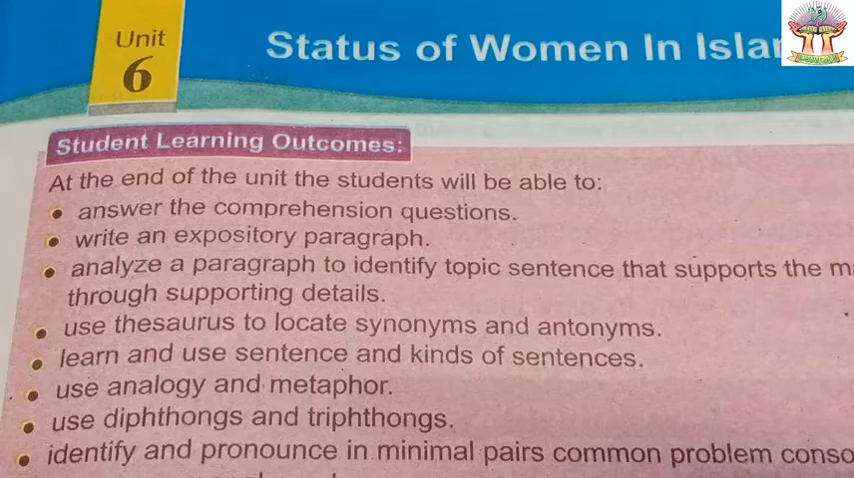 Unit
6
Status of Women In
Student Learning Outcomes:
At the end of the unit the students will be able to:
answer the comprehension questions.
write an expository paragraph.
analyze a paragraph to identify topic sentence that supports the
through supporting details.
use thesaurus to locate synonyms and antonyms.
learn and use sentence and kinds of sentences.
use analogy and metaphor.
use diphthongs and triphthongs.
identify and pronounce in minimal pairs common problem